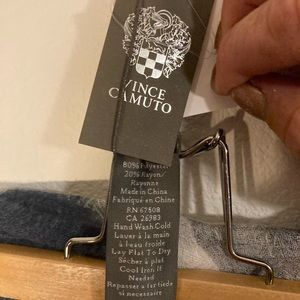 VINCE
CAMUTO
80% Polyester
20% Rayon/
Rayonne
Made in China
Fabriqué en Chine
RN 67508
CA 26983
Hand Wash Cold
Laver à la main
à l'eau froide
Lay Flat To Dry
Sécher à plat
Cool Iron If
Needed
Repasser à tiède
si nécessaire